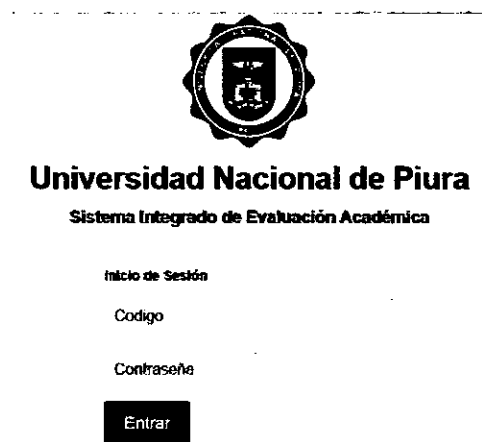 Universidad Nacional de Piura
Sistema Integrado de Evaluación Académica
Inicio de Sesión
Codigo
Contraseña
Entrar